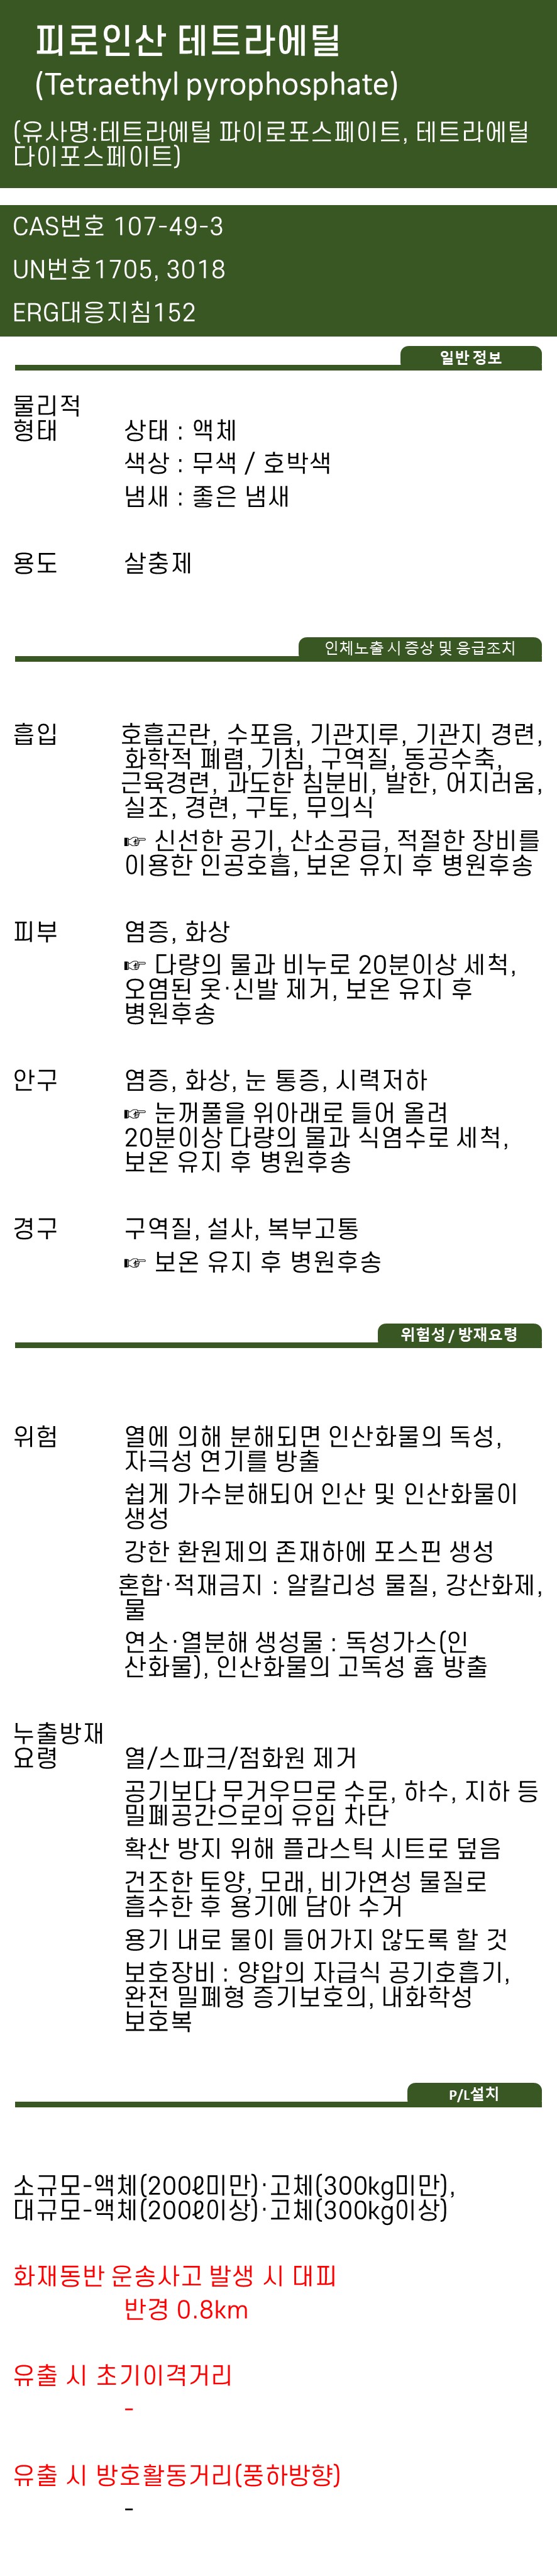 피로인산 테트라에틸
(Tetraethyl pyrophosphate)
(유사명:테트라에틸 파이로포스페이트, 테트라에틸
다이포스페이트)
CAS번호 107-49-3
UN번호1705, 3018
ERG대응지침152
일반 정보
물리적
형태 상태 : 액체
색상 : 무색 / 호박색
냄새 : 좋은 냄새
용도 살충제
인체노출 시 증상 및 응급조치
흡입 호흡곤란, 수포음, 기관지루, 기관지 경련,
화학적 폐렴, 기침, 구역질, 동공수축,
근육경련, 과도한 침분비, 발한, 어지러움,
실조, 경련, 구토, 무의식
☞ 신선한 공기, 산소공급, 적절한 장비를
이용한 인공호흡, 보온 유지 후 병원후송
피부 염증, 화상
☞ 다량의 물과 비누로 20분이상 세척,
오염된 옷·신발 제거, 보온 유지 후
병원후송
안구 염증, 화상, 눈 통증, 시력저하
☞ 눈꺼풀을 위아래로 들어 올려
20분이상 다량의 물과 식염수로 세척,
보온 유지 후 병원후송
경구 구역질, 설사, 복부고통
☞ 보온 유지 후 병원후송
위험성 / 방재요령
위험 열에 의해 분해되면 인산화물의 독성,
자극성 연기를 방출
쉽게 가수분해되어 인산 및 인산화물이
생성
강한 환원제의 존재하에 포스핀 생성
혼합·적재금지 : 알칼리성 물질, 강산화제,
물
연소·열분해 생성물 : 독성가스(인
산화물), 인산화물의 고독성 흄 방출
누출방재
요령 열/스파크/점화원 제거
공기보다 무거우므로 수로, 하수, 지하 등
밀폐공간으로의 유입 차단
확산 방지 위해 플라스틱 시트로 덮음
건조한 토양, 모래, 비가연성 물질로
흡수한 후 용기에 담아 수거
용기 내로 물이 들어가지 않도록 할 것
보호장비 : 양압의 자급식 공기호흡기,
완전 밀폐형 증기보호의, 내화학성
보호복
P/L설치
소규모-액체(200ℓ미만)·고체(300kg미만),
대규모-액체(200ℓ이상)·고체(300kg이상)
화재동반 운송사고 발생 시 대피
반경 0.8km
유출 시 초기이격거리
-
유출 시 방호활동거리(풍하방향)
-